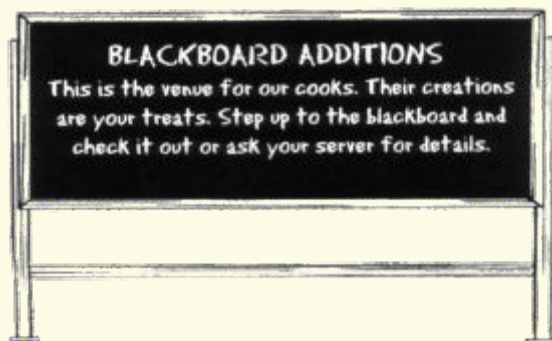 BLACKBOARD ADDITIONS
This is the venue for our cooks. Their creations
are your treats. Step up to the blackboard and
check it out or ask your server for details.